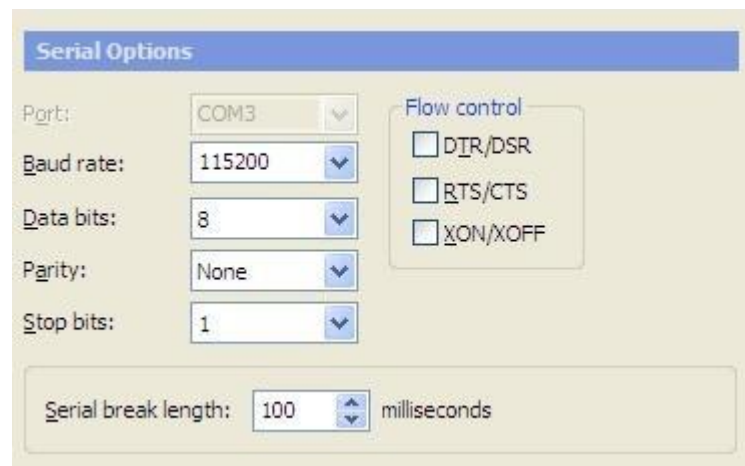 Serial Options
Port: COM3
Baud rate: 115200
Data bits: 8
Parity: None
Stop bits: 1
Flow control
DTR/DSR
RTS/CTS
XON/XOFF
Serial break length: 100 milliseconds